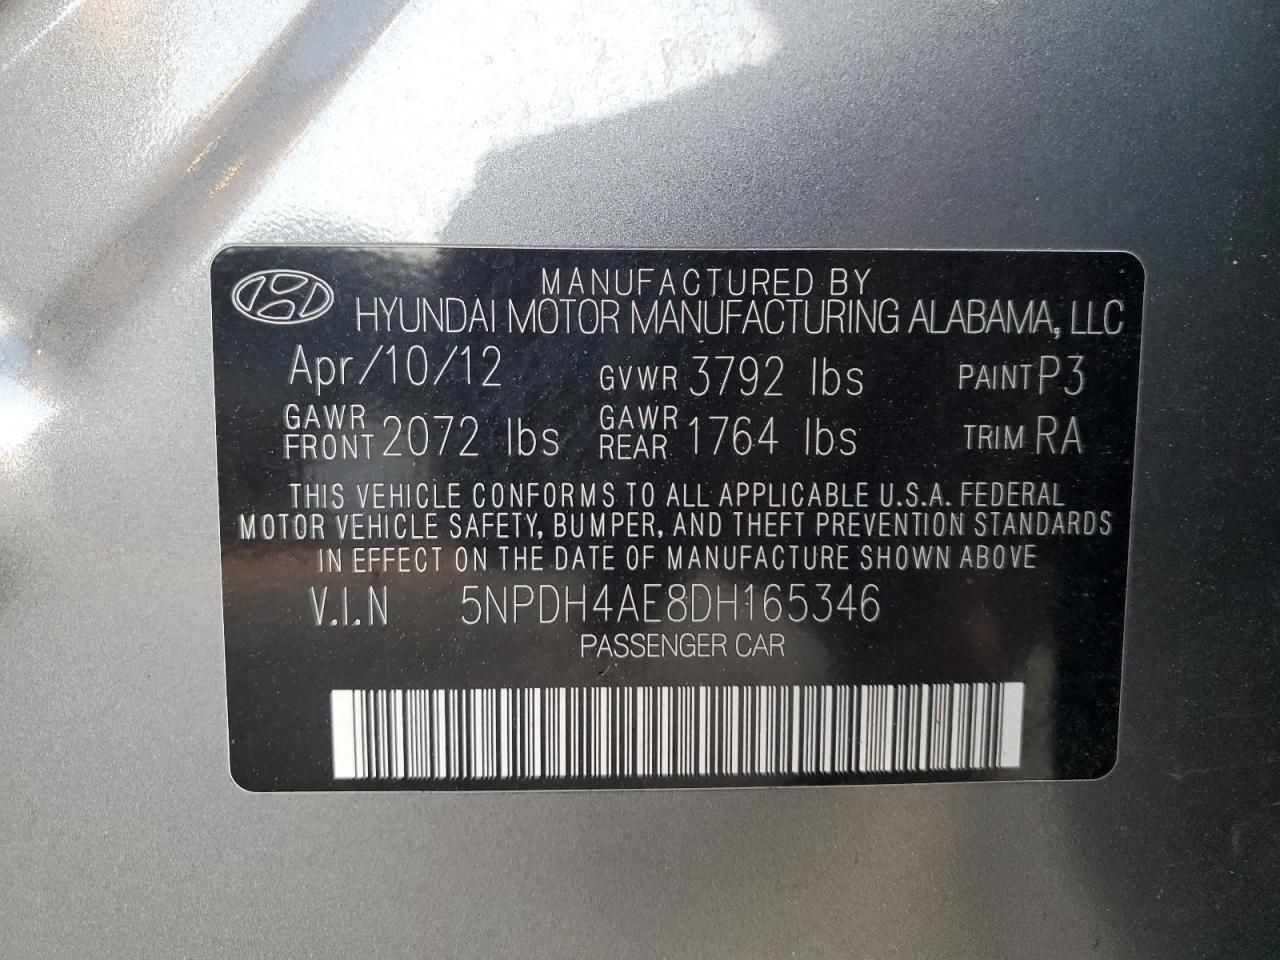 MANUFACTURED BY
HYUNDAI MOTOR MANUFACTURING ALABAMA, LLC
Apr/10/12 GVWR 3792 lbs PAINT P3
GAWR FRONT 2072 lbs GAWR REAR 1764 lbs TRIM RA
THIS VEHICLE CONFORMS TO ALL APPLICABLE U.S.A. FEDERAL
MOTOR VEHICLE SAFETY, BUMPER, AND THEFT PREVENTION STANDARDS
IN EFFECT ON THE DATE OF MANUFACTURE SHOWN ABOVE
V.I.N 5NPDH4AE8DH165346
PASSENGER CAR